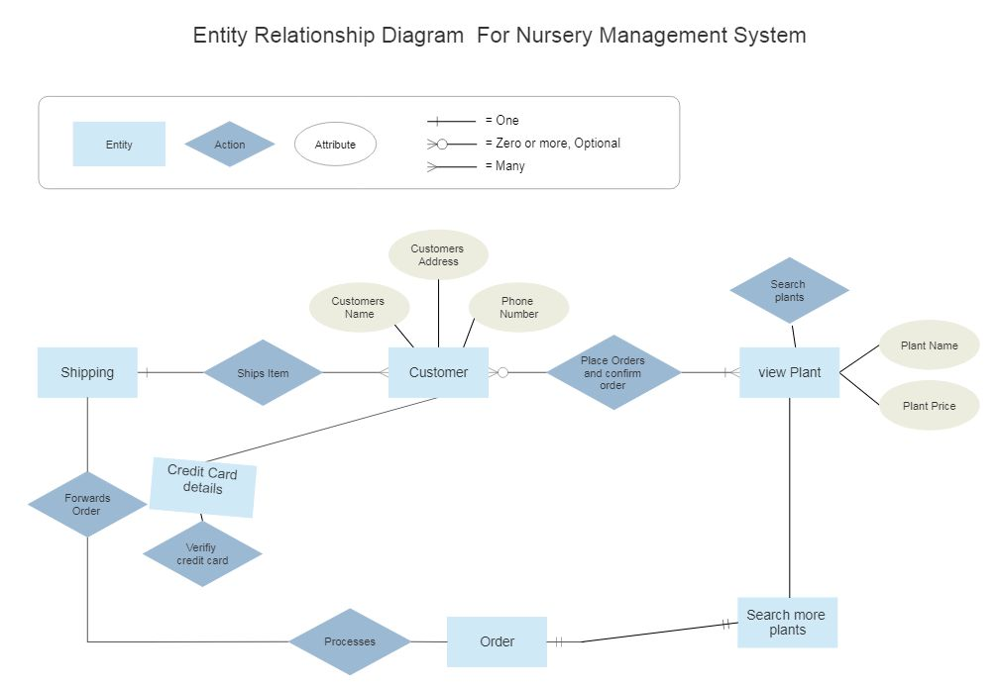 Entity Relationship Diagram  For Nursery Management System
Entity
Action
Attribute
= One
= Zero or more, Optional
= Many
Customers
Address
Customers
Name
Phone
Number
Search
plants
Plant Name
Plant Price
Shipping
Ships Item
Customer
Place Orders
and confirm
order
view Plant
Credit Card
details
Forwards
Order
Verifiy
credit card
Search more
plants
Processes
Order